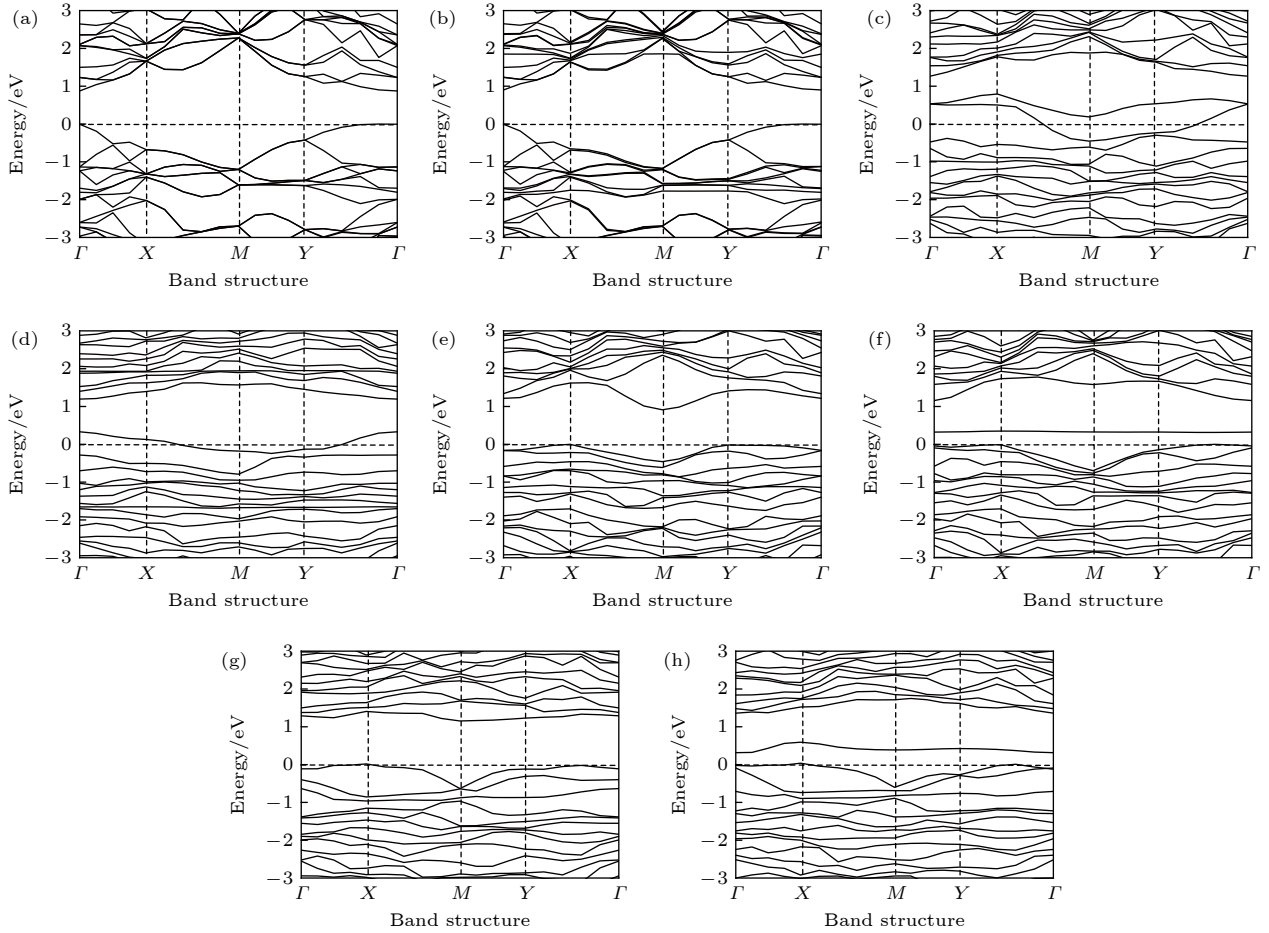 (a)
3
2
1
0
−1
−2
−3
Energy/eV
Γ X M Y Γ
Band structure
(b)
3
2
1
0
−1
−2
−3
Energy/eV
Γ X M Y Γ
Band structure
(c)
3
2
1
0
−1
−2
−3
Energy/eV
Γ X M Y Γ
Band structure
(d)
3
2
1
0
−1
−2
−3
Energy/eV
Γ X M Y Γ
Band structure
(e)
3
2
1
0
−1
−2
−3
Energy/eV
Γ X M Y Γ
Band structure
(f)
3
2
1
0
−1
−2
−3
Energy/eV
Γ X M Y Γ
Band structure
(g)
3
2
1
0
−1
−2
−3
Energy/eV
Γ X M Y Γ
Band structure
(h)
3
2
1
0
−1
−2
−3
Energy/eV
Γ X M Y Γ
Band structure